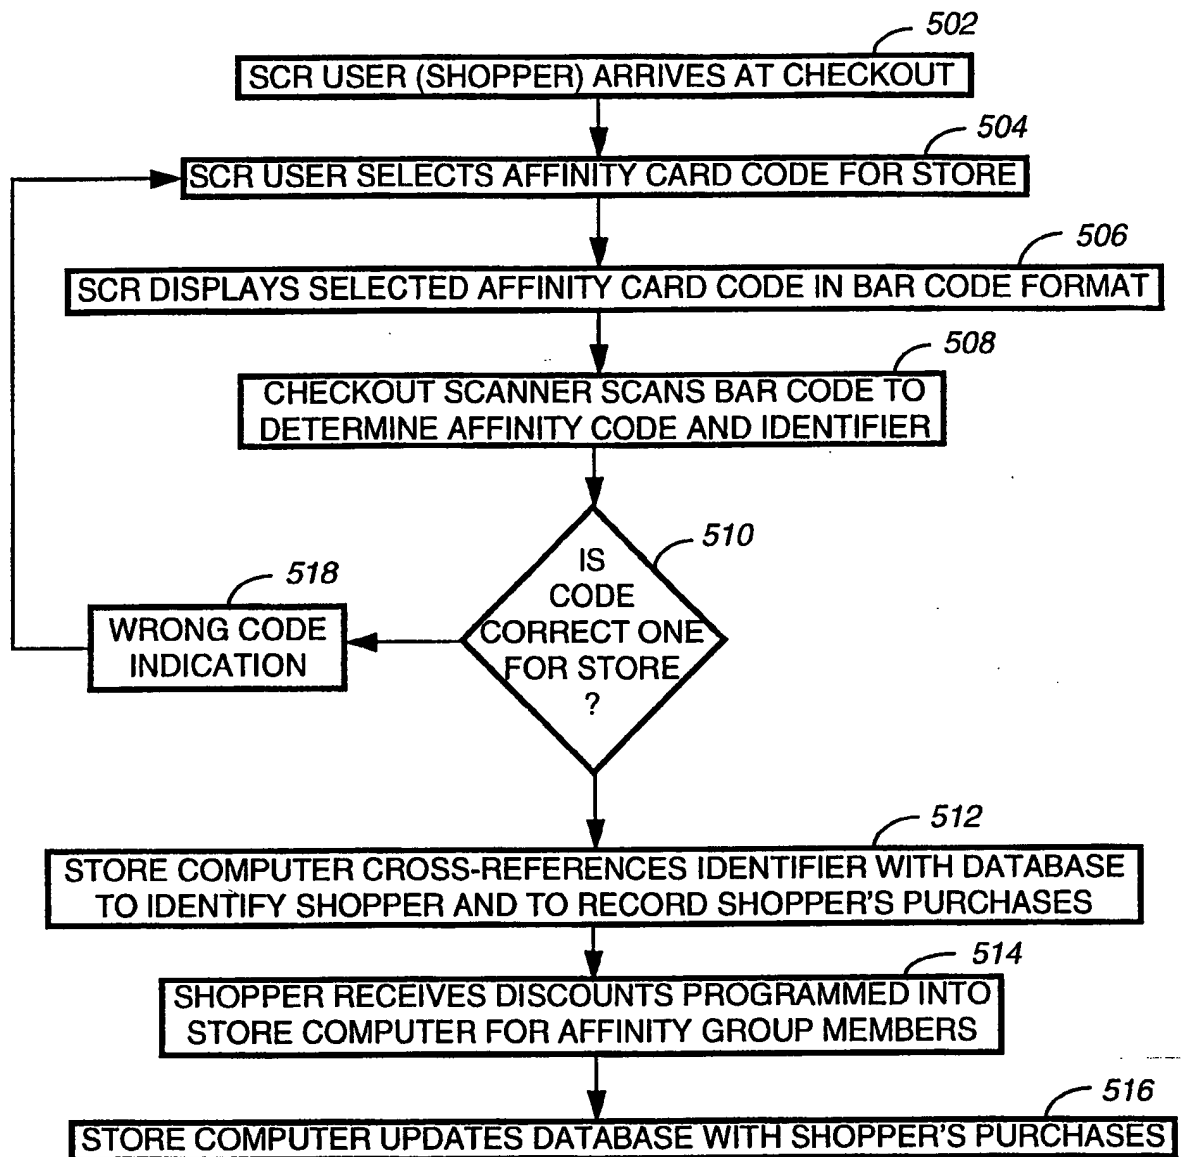 502
SCR USER (SHOPPER) ARRIVES AT CHECKOUT
504
SCR USER SELECTS AFFINITY CARD CODE FOR STORE
506
SCR DISPLAYS SELECTED AFFINITY CARD CODE IN BAR CODE FORMAT
508
CHECKOUT SCANNER SCANS BAR CODE TO
DETERMINE AFFINITY CODE AND IDENTIFIER
510
IS
CODE
CORRECT ONE
FOR STORE
?
518
WRONG CODE
INDICATION
512
STORE COMPUTER CROSS-REFERENCES IDENTIFIER WITH DATABASE
TO IDENTIFY SHOPPER AND TO RECORD SHOPPER'S PURCHASES
514
SHOPPER RECEIVES DISCOUNTS PROGRAMMED INTO
STORE COMPUTER FOR AFFINITY GROUP MEMBERS
516
STORE COMPUTER UPDATES DATABASE WITH SHOPPER'S PURCHASES